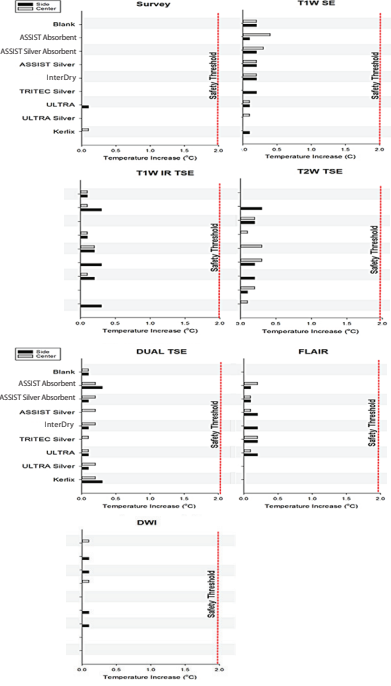 Side
Center
Survey
T1W SE
Blank
ASSIST Absorbent
ASSIST Silver Absorbent
ASSIST Silver
InterDry
TRITEC Silver
ULTRA
ULTRA Silver
Kerlix
Safety Threshold
Safety Threshold
0.0 0.5 1.0 1.5 2.0
0.0 0.5 1.0 1.5 2.0
Temperature Increase (°C)
Temperature Increase (°C)
T1W IR TSE
T2W TSE
Safety Threshold
Safety Threshold
0.0 0.5 1.0 1.5 2.0
0.0 0.5 1.0 1.5 2.0
Temperature Increase (°C)
Temperature Increase (°C)
Side
Center
DUAL TSE
FLAIR
Blank
ASSIST Absorbent
ASSIST Silver Absorbent
ASSIST Silver
InterDry
TRITEC Silver
ULTRA
ULTRA Silver
Kerlix
Safety Threshold
Safety Threshold
0.0 0.5 1.0 1.5 2.0
0.0 0.5 1.0 1.5 2.0
Temperature Increase (°C)
Temperature Increase (°C)
DWI
Safety Threshold
0.0 0.5 1.0 1.5 2.0
Temperature Increase (°C)